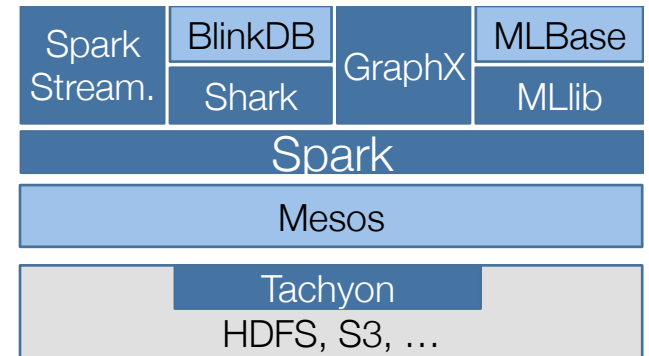 Spark
Stream.
BlinkDB
Shark
GraphX
MLBase
MLlib
Spark
Mesos
Tachyon
HDFS, S3, …